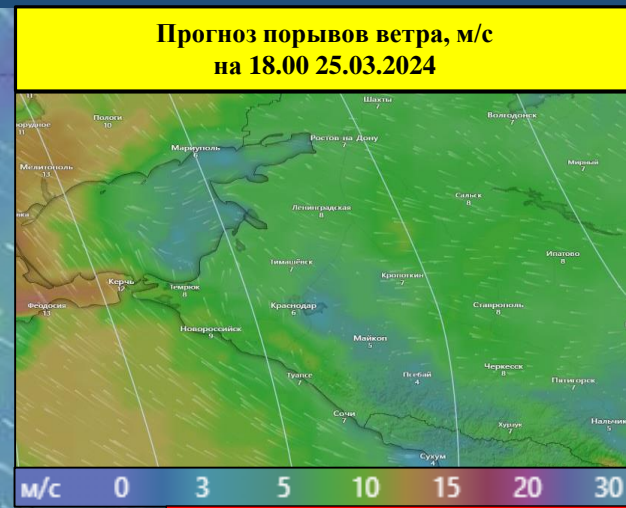 Прогноз порывов ветра, м/с
на 18.00 25.03.2024
11
Шахты
7
Пологи
10
Волгодонск
7
11
Мариуполь
6
Ростов-на-Дону
7
Мелитополь
13
Мирный
7
Сальск
8
Ленинградская
8
Ипатово
8
Тимашёвск
7
Кропоткин
7
Керчь
12
Темрюк
8
Феодосия
13
Краснодар
6
Ставрополь
8
Новороссийск
9
Майкоп
5
Черкесск
8
Туапсе
7
Псебай
4
Пятигорск
7
Сочи
7
Хурзук
7
Нальчик
5
Сухум
4
м/с 0 3 5 10 15 20 30